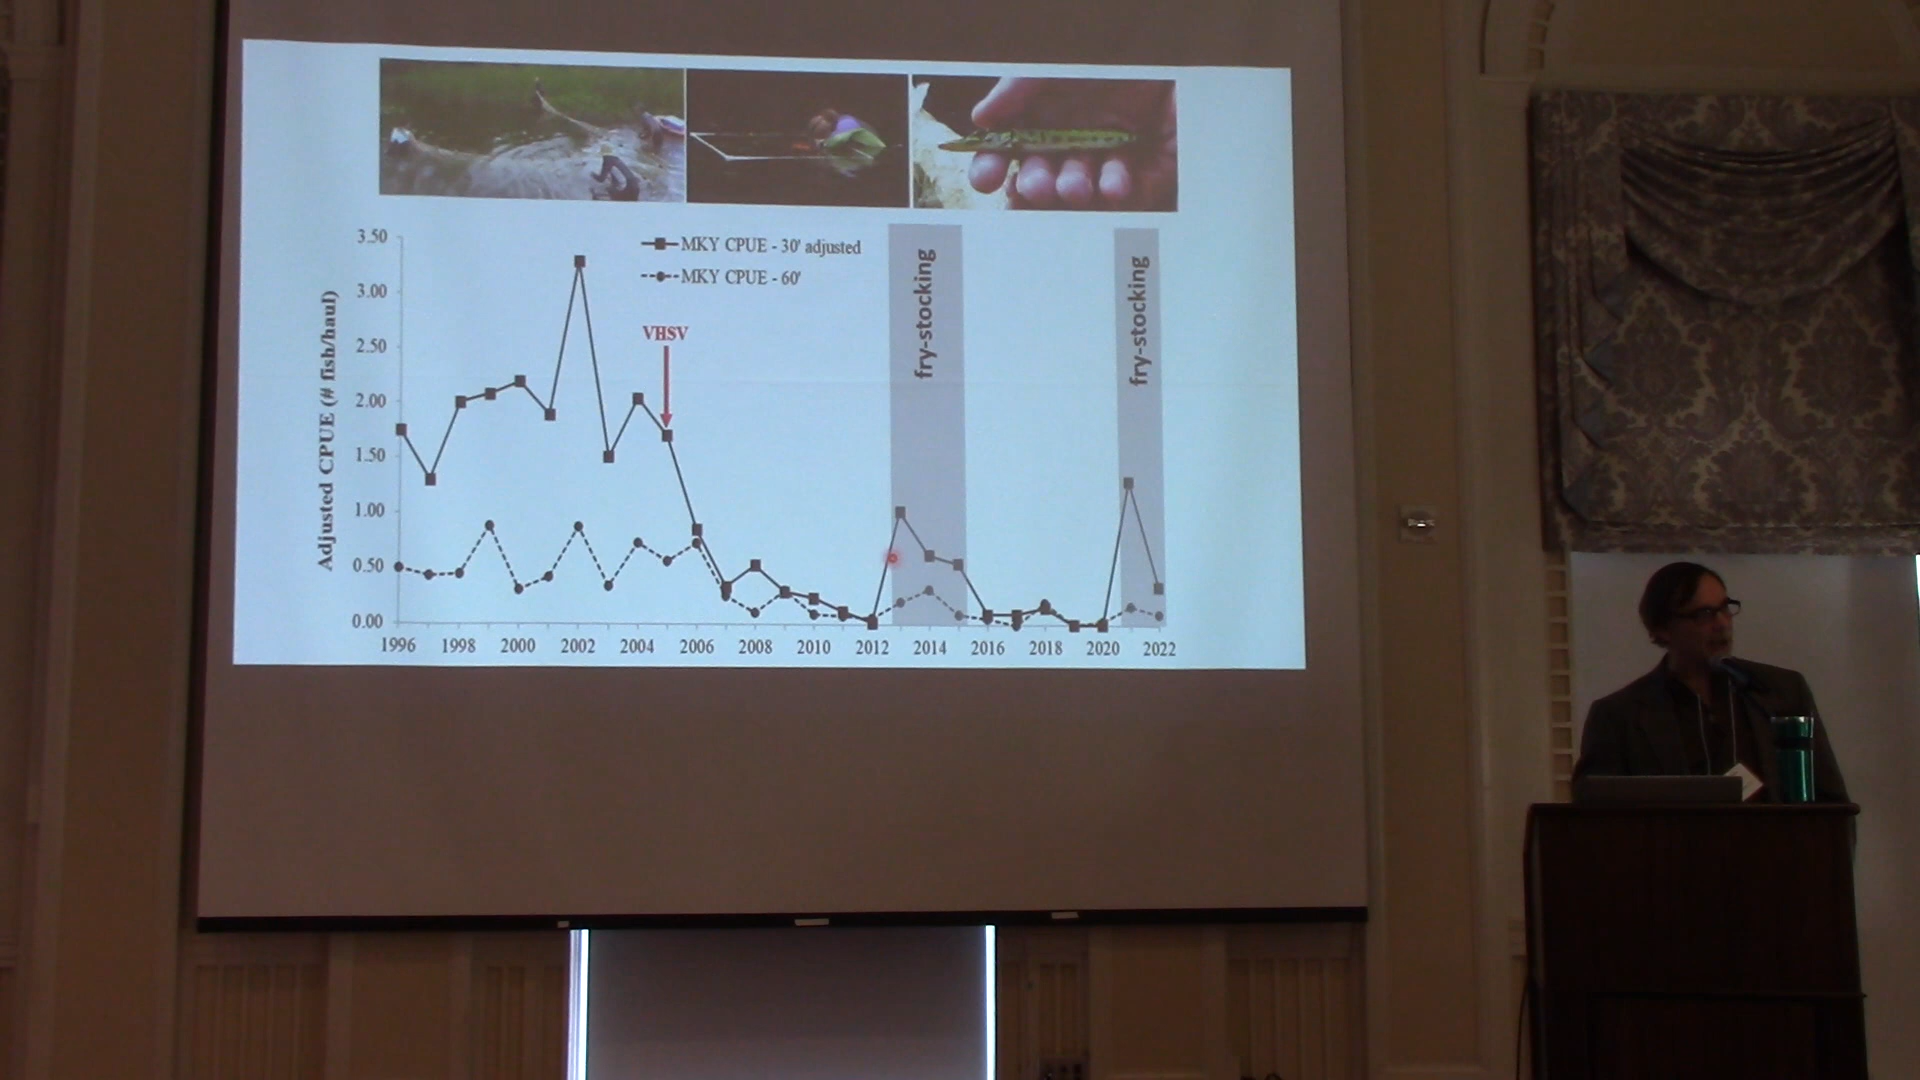 3.50
3.00
2.50
2.00
1.50
1.00
0.50
0.00
Adjusted CPUE (# fish/haul)
MKY CPUE - 30' adjusted
MKY CPUE - 60'
VHSV
fry-stocking
fry-stocking
1996 1998 2000 2002 2004 2006 2008 2010 2012 2014 2016 2018 2020 2022